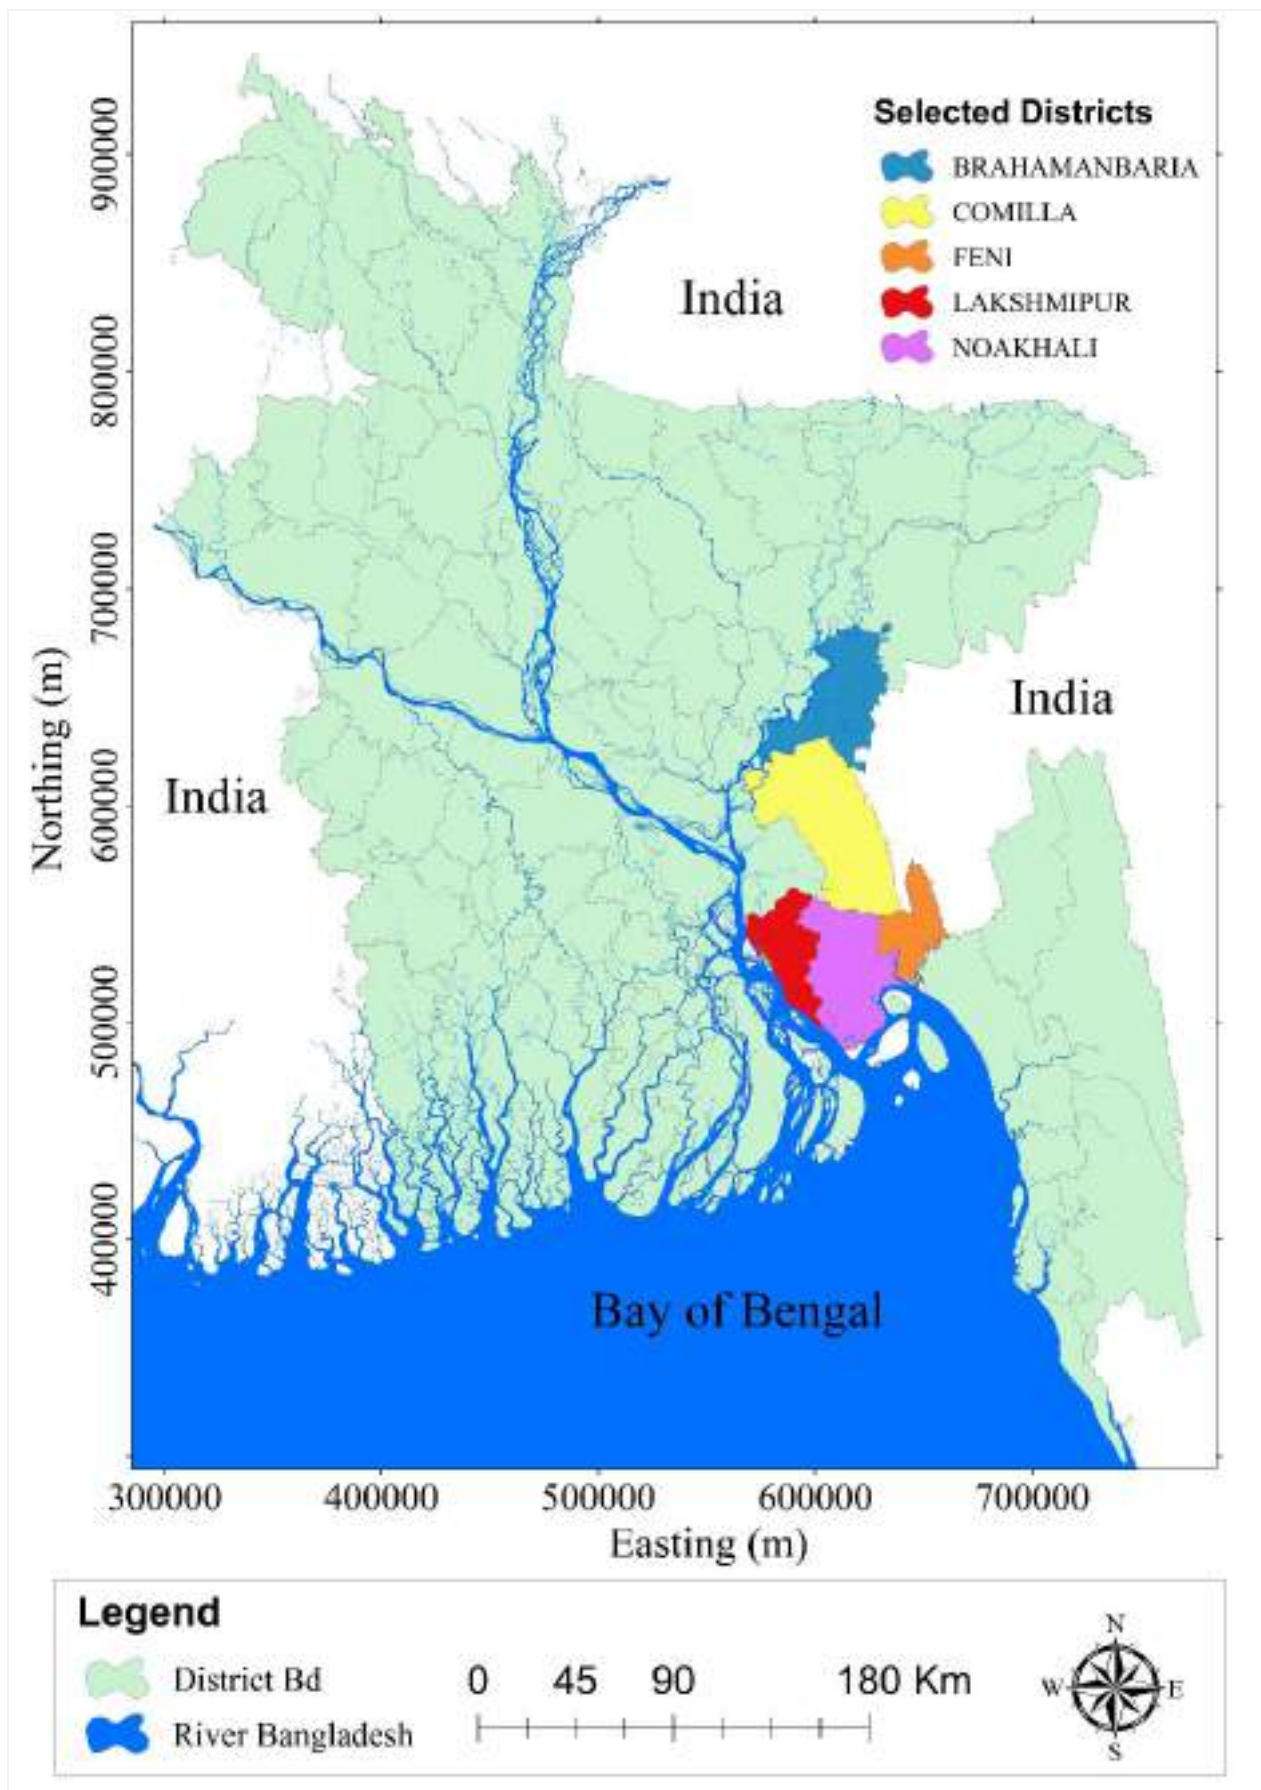 Selected Districts
BRAHAMANBARIA
COMILLA
FENI
LAKSHMIPUR
NOAKHALI
India
India
India
Bay of Bengal
Northing (m)
900000
800000
700000
600000
500000
400000
300000 400000 500000 600000 700000
Easting (m)
Legend
District Bd
River Bangladesh
0 45 90 180 Km
N
W E
S